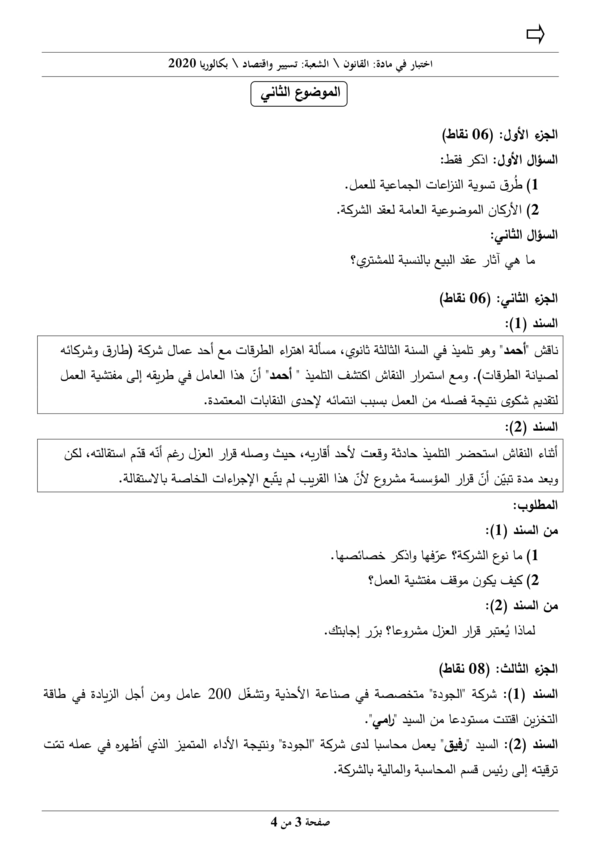 اختبار في مادة: القانون \ الشعبة: تسيير واقتصاد \ بكالوريا 2020
الموضوع الثاني
الجزء الأول: (06 نقاط)
السؤال الأول: اذكر فقط:
1) طُرق تسوية النزاعات الجماعية للعمل.
2) الأركان الموضوعية العامة لعقد الشركة.
السؤال الثاني:
ما هي آثار عقد البيع بالنسبة للمشتري؟
الجزء الثاني: (06 نقاط)
السند (1):
ناقش "أحمد" وهو تلميذ في السنة الثالثة ثانوي، مسألة اهتراء الطرقات مع أحد عمال شركة (طارق وشركائه
لصيانة الطرقات). ومع استمرار النقاش اكتشف التلميذ " أحمد" أنّ هذا العامل في طريقه إلى مفتشية العمل
لتقديم شكوى نتيجة فصله من العمل بسبب انتمائه لإحدى النقابات المعتمدة.
السند (2):
أثناء النقاش استحضر التلميذ حادثة وقعت لأحد أقاربه، حيث وصله قرار العزل رغم أنّه قدّم استقالته، لكن
وبعد مدة تبيّن أنّ قرار المؤسسة مشروع لأنّ هذا القريب لم يتّبع الإجراءات الخاصة بالاستقالة.
المطلوب:
من السند (1):
1) ما نوع الشركة؟ عرّفها واذكر خصائصها.
2) كيف يكون موقف مفتشية العمل؟
من السند (2):
لماذا يُعتبر قرار العزل مشروعا؟ برّر إجابتك.
الجزء الثالث: (08 نقاط)
السند (1): شركة "الجودة" متخصصة في صناعة الأحذية وتشغّل 200 عامل ومن أجل الزيادة في طاقة
التخزين اقتنت مستودعا من السيد "رامي".
السند (2): السيد "رفيق" يعمل محاسبا لدى شركة "الجودة" ونتيجة الأداء المتميز الذي أظهره في عمله تمّت
ترقيته إلى رئيس قسم المحاسبة والمالية بالشركة.
صفحة 3 من 4